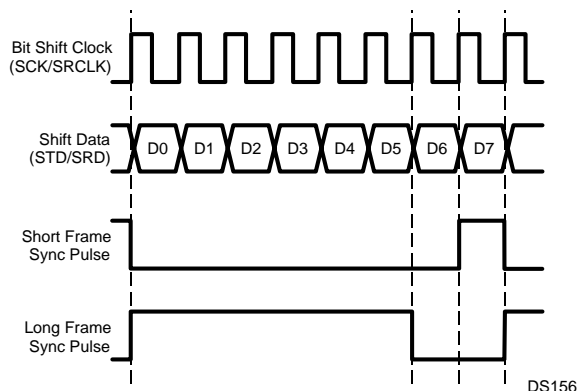 Bit Shift Clock
(SCK/SRCLK)
Shift Data
(STD/SRD)
D0 D1 D2 D3 D4 D5 D6 D7
Short Frame
Sync Pulse
Long Frame
Sync Pulse
DS156